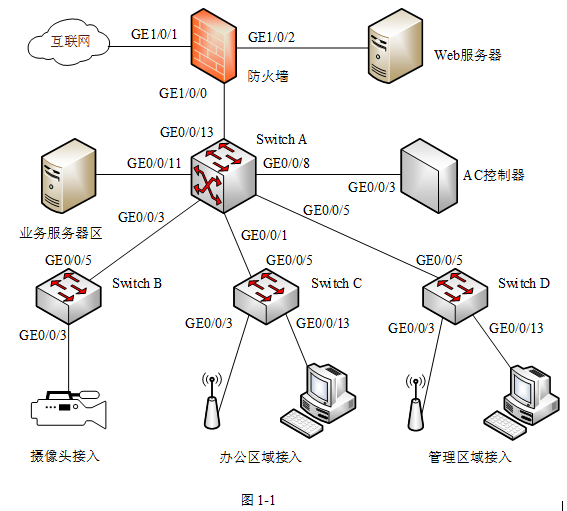 互联网
GE1/0/1
GE1/0/2
Web服务器
防火墙
GE1/0/0
GE0/0/13
Switch A
GE0/0/11
GE0/0/8
AC控制器
GE0/0/3
业务服务器区
GE0/0/3
GE0/0/5
GE0/0/1
GE0/0/5
Switch B
GE0/0/5
Switch C
GE0/0/5
Switch D
GE0/0/3
GE0/0/3
GE0/0/13
GE0/0/3
GE0/0/13
摄像头接入
办公区域接入
管理区域接入
图 1-1